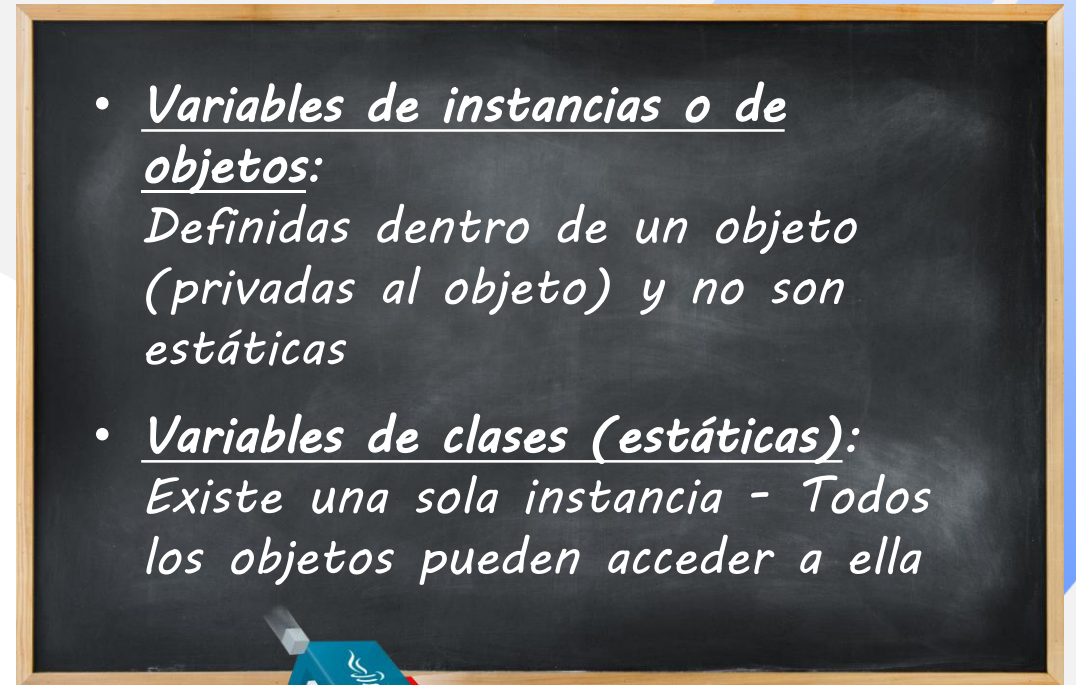 • Variables de instancias o de
objetos:
Definidas dentro de un objeto
(privadas al objeto) y no son
estáticas
• Variables de clases (estáticas):
Existe una sola instancia - Todos
los objetos pueden acceder a ella